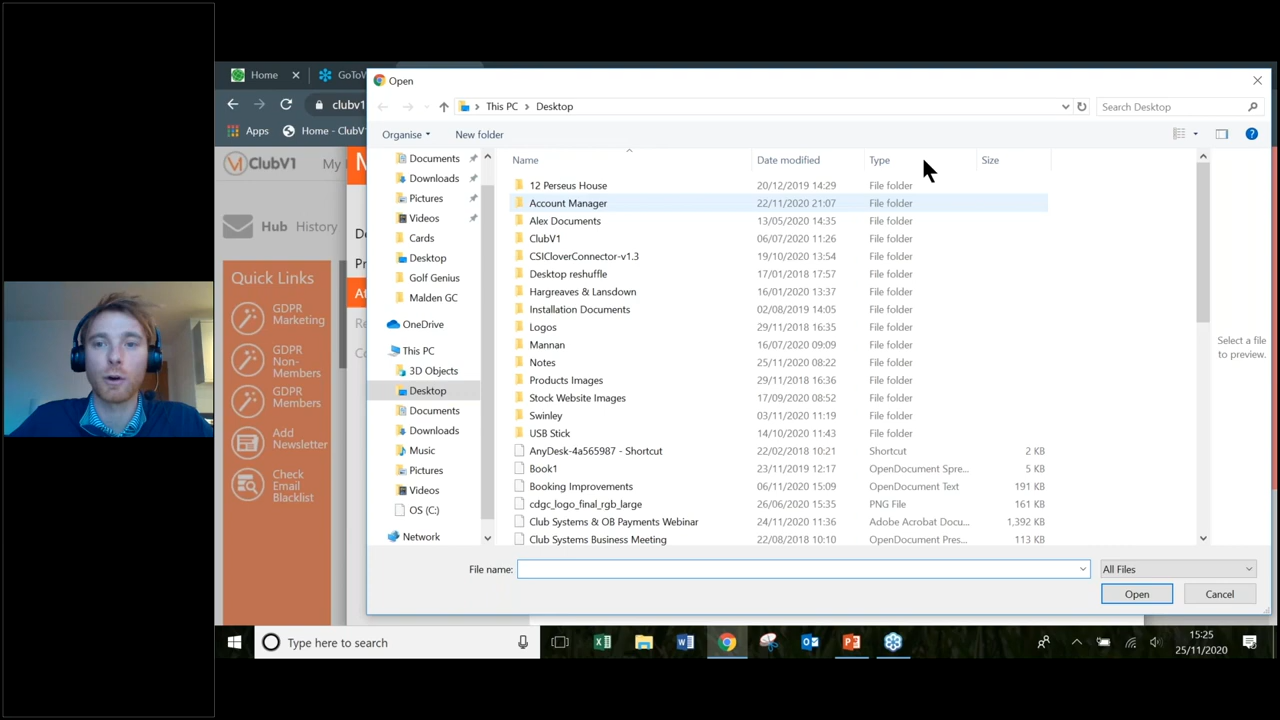 Home
GoToV
Open
clubv1
This PC
Desktop
Search Desktop
Apps
Home - ClubV1
Organise
New folder
ClubV1
My
M
Hub
History
De
Pr
Af
Re
Co
Quick Links
GDPR
Marketing
GDPR
Non-
Members
GDPR
Members
Add
Newsletter
Check
Email
Blacklist
Documents
Downloads
Pictures
Videos
Cards
Desktop
Golf Genius
Malden GC
OneDrive
This PC
3D Objects
Desktop
Documents
Downloads
Music
Pictures
Videos
OS (C:)
Network
Name Date modified Type Size
12 Perseus House 20/12/2019 14:29 File folder
Account Manager 22/11/2020 21:07 File folder
Alex Documents 13/05/2020 14:35 File folder
ClubV1 06/07/2020 11:26 File folder
CSICloverConnector-v1.3 19/10/2020 13:54 File folder
Desktop reshuffle 17/01/2018 17:57 File folder
Hargreaves & Lansdown 16/01/2020 13:37 File folder
Installation Documents 02/08/2019 14:05 File folder
Logos 29/11/2018 16:35 File folder
Mannan 16/07/2020 09:09 File folder
Notes 25/11/2020 08:22 File folder
Products Images 29/11/2018 16:36 File folder
Stock Website Images 17/09/2020 08:52 File folder
Swinley 03/11/2020 11:19 File folder
USB Stick 14/10/2020 11:43 File folder
AnyDesk-4a565987 - Shortcut 22/02/2018 10:21 Shortcut 2 KB
Book1 23/11/2019 12:17 OpenDocument Spre... 5 KB
Booking Improvements 06/11/2020 15:09 OpenDocument Text 191 KB
cdgc_logo_final_rgb_large 26/06/2020 15:35 PNG File 161 KB
Club Systems & OB Payments Webinar 24/11/2020 11:36 Adobe Acrobat Docu... 1,392 KB
Club Systems Business Meeting 22/08/2018 10:10 OpenDocument Pres... 113 KB
Select a file
to preview.
File name:
All Files
Open
Cancel
Type here to search
15:25
25/11/2020